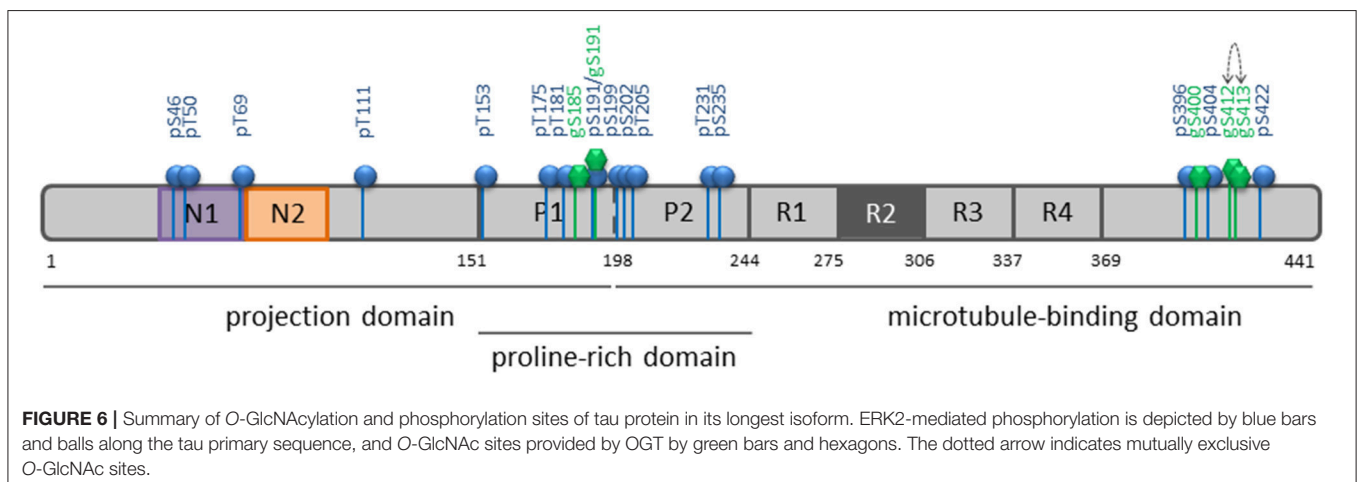 pS46
pT50
pT69
pT111
pT153
pT175
pT181
gS185
pS191/gS191
pS199
pS202
pT205
pT231
pS235
pS396
gS400
pS404
gS412
gS413
pS422
N1 N2 P1 P2 R1 R2 R3 R4
1 151 198 244 275 306 337 369 441
projection domain microtubule-binding domain
proline-rich domain
FIGURE 6 | Summary of O-GlcNAcylation and phosphorylation sites of tau protein in its longest isoform. ERK2-mediated phosphorylation is depicted by blue bars
and balls along the tau primary sequence, and O-GlcNAc sites provided by OGT by green bars and hexagons. The dotted arrow indicates mutually exclusive
O-GlcNAc sites.